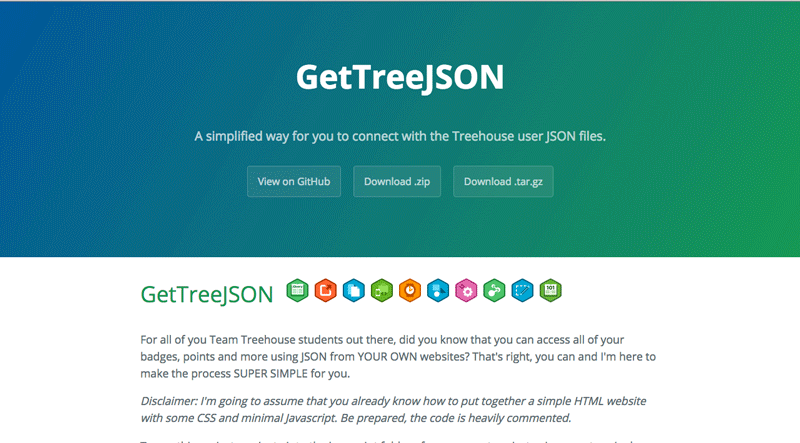 GetTreeJSON
A simplified way for you to connect with the Treehouse user JSON files.
View on GitHub Download .zip Download .tar.gz
GetTreeJSON
For all of you Team Treehouse students out there, did you know that you can access all of your
badges, points and more using JSON from YOUR OWN websites? That's right, you can and I'm here to
make the process SUPER SIMPLE for you.
Disclaimer: I'm going to assume that you already know how to put together a simple HTML website
with some CSS and minimal Javascript. Be prepared, the code is heavily commented.